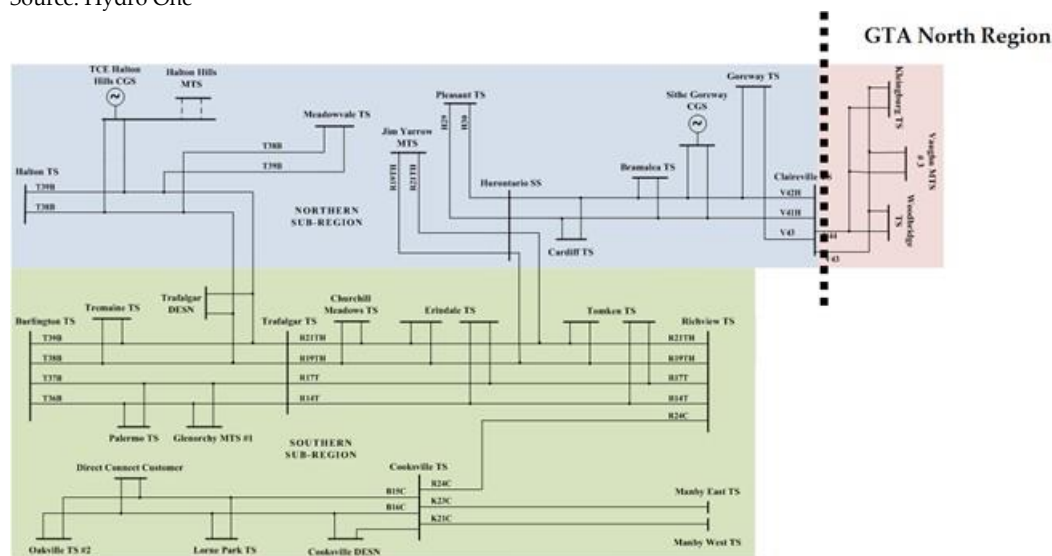 Source: Hydro One
GTA North Region
TCE Halton
Hills CGS
Halton Hills
MTS
Meadowvale TS
Pleasant TS
Goreway TS
Sithe Goreway
CGS
Kleingburg TS
Vaughn MTS
# 3
Woodbridge
TS
Jim Yarrow
MTS
H29
H30
T38B
T39B
R19TH
R21TH
Halton TS
T39B
T38B
Hurontario SS
Bramalea TS
Claireville TS
V42H
V41H
V43
V43
NORTHERN
SUB-REGION
Cardiff TS
Trafalgar
DESN
Tremaine TS
Churchill
Meadows TS
Erindale TS
Tomken TS
Burlington TS
Trafalgar TS
Richview TS
T39B
R21TH
R21TH
T38B
R19TH
R19TH
T37B
R17T
R17T
T36B
R14T
R14T
R24C
Palermo TS
Glenorchy MTS #1
SOUTHERN
SUB-REGION
Direct Connect Customer
Cooksville TS
B15C
R24C
B16C
K23C
K21C
Manby East TS
Manby West TS
Oakville TS #2
Lorne Park TS
Cooksville DESN